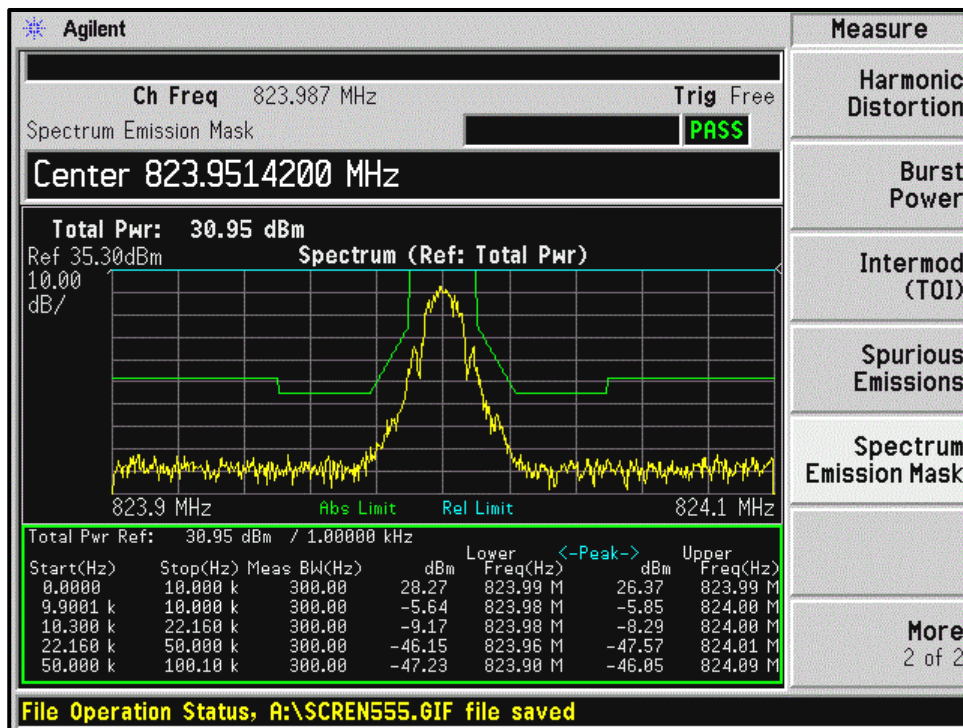 Agilent
Measure
Ch Freq 823.987 MHz Trig Free
Spectrum Emission Mask PASS
Center 823.9514200 MHz
Total Pwr: 30.95 dBm
Ref 35.30dBm Spectrum (Ref: Total Pwr)
10.00
dB/
823.9 MHz Abs Limit Rel Limit 824.1 MHz
Total Pwr Ref: 30.95 dBm / 1.00000 kHz
Lower <-Peak-> Upper
Start(Hz) Stop(Hz) Meas BW(Hz) dBm Freq(Hz) dBm Freq(Hz)
0.0000 10.000 k 300.00 28.27 823.99 M 26.37 823.99 M
9.9001 k 10.000 k 300.00 -5.64 823.98 M -5.85 824.00 M
10.300 k 22.160 k 300.00 -9.17 823.98 M -8.29 824.00 M
22.160 k 50.000 k 300.00 -46.15 823.96 M -47.57 824.01 M
50.000 k 100.10 k 300.00 -47.23 823.90 M -46.05 824.09 M
Harmonic
Distortion
Burst
Power
Intermod
(TOI)
Spurious
Emissions
Spectrum
Emission Mask
More
2 of 2
File Operation Status, A:\SCREN555.GIF file saved